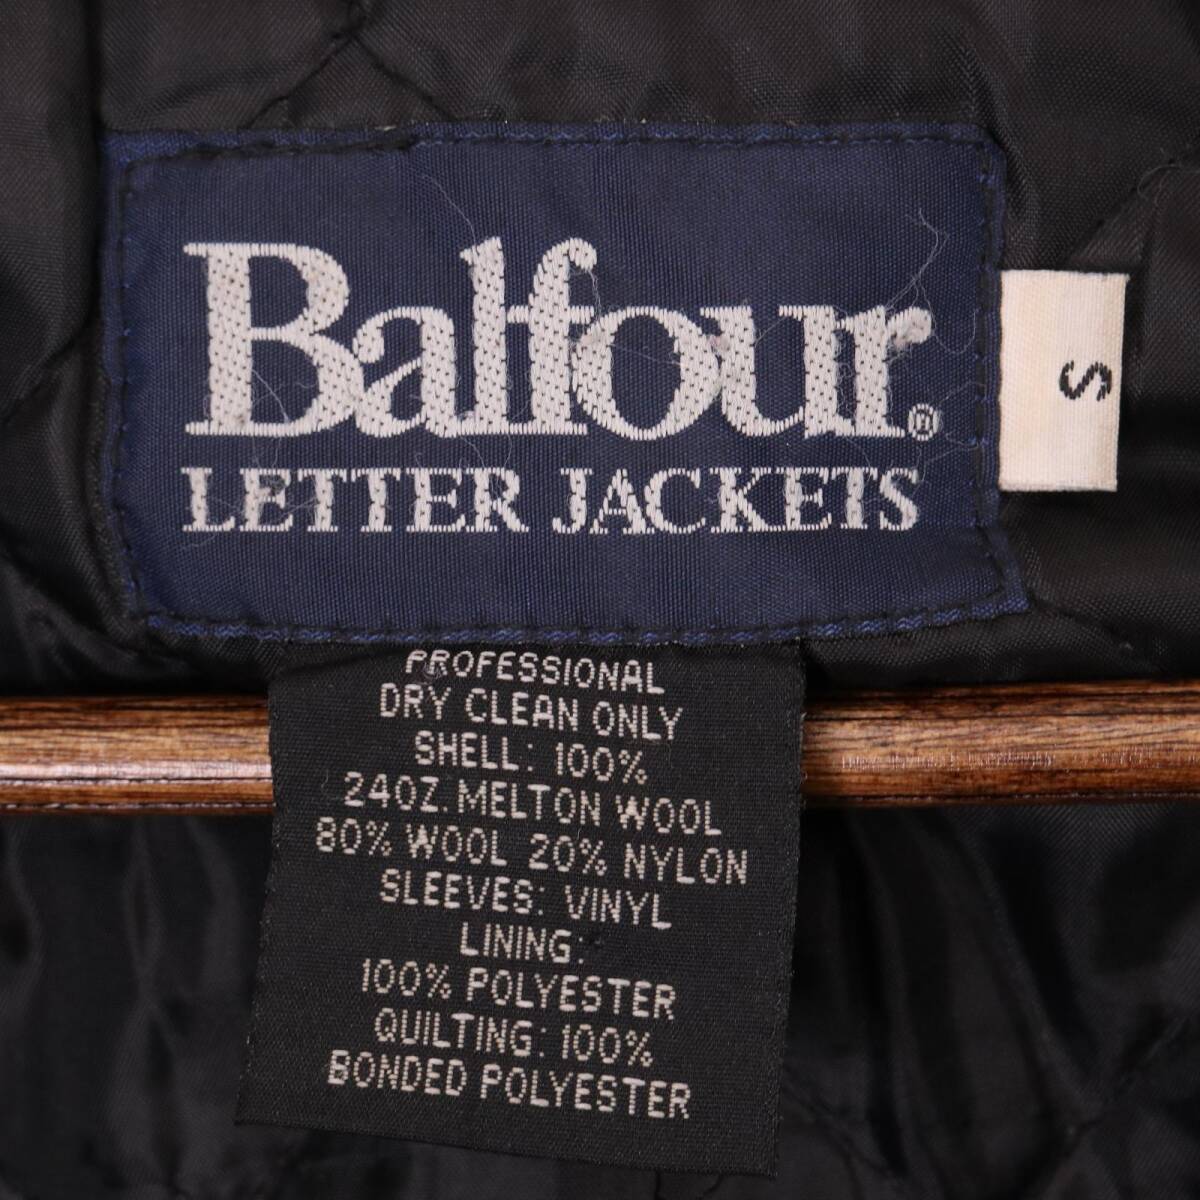 Balfour®
LETTER JACKETS
S
PROFESSIONAL
DRY CLEAN ONLY
SHELL: 100%
24OZ. MELTON WOOL
80% WOOL 20% NYLON
SLEEVES: VINYL
LINING:
100% POLYESTER
QUILTING: 100%
BONDED POLYESTER